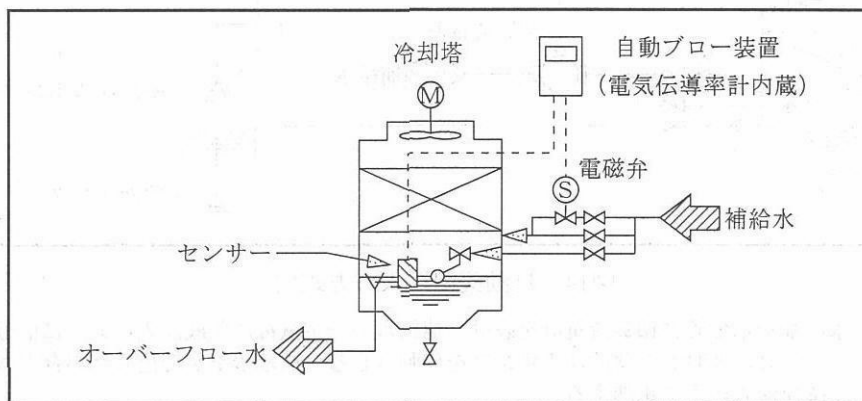 冷却塔
M
自動ブロー装置
(電気伝導率計内蔵)
電磁弁
S
補給水
センサー
オーバーフロー水